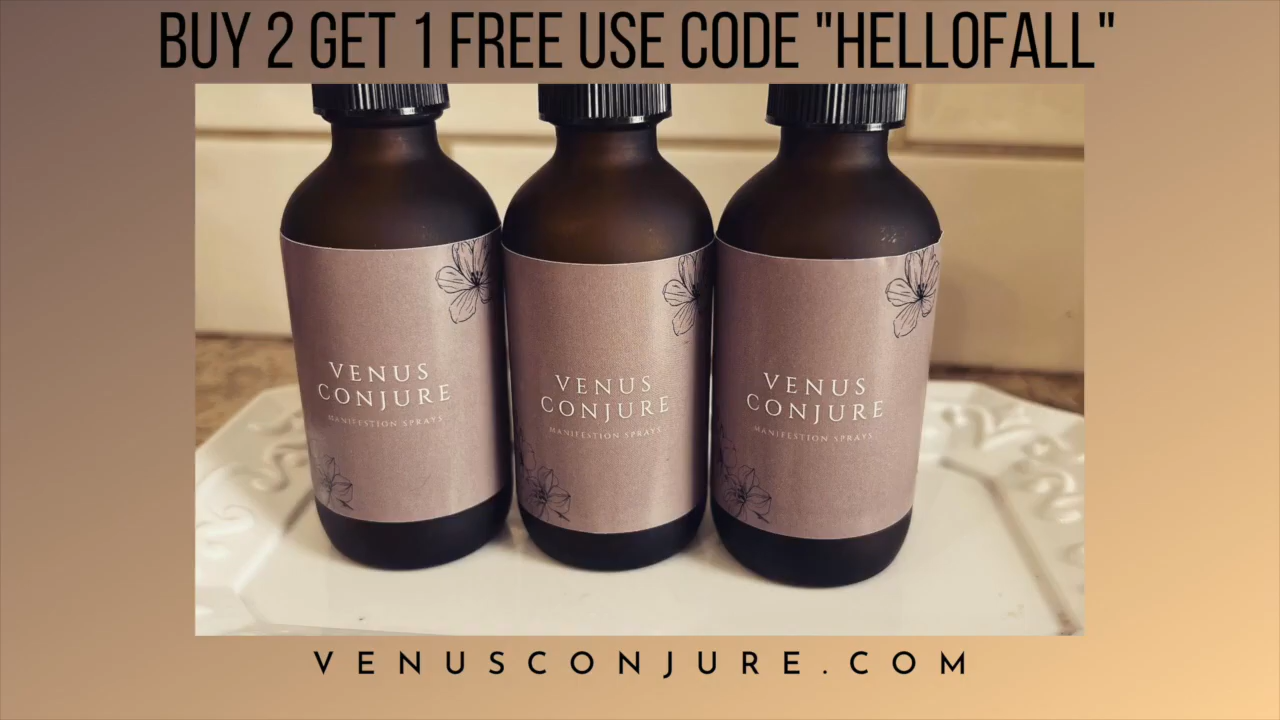 BUY 2 GET 1 FREE USE CODE "HELLOFALL"
VENUS
CONJURE
MANIFESTION SPRAYS
VENUS
CONJURE
MANIFESTION SPRAYS
VENUS
CONJURE
MANIFESTION SPRAYS
VENUSCONJURE.COM